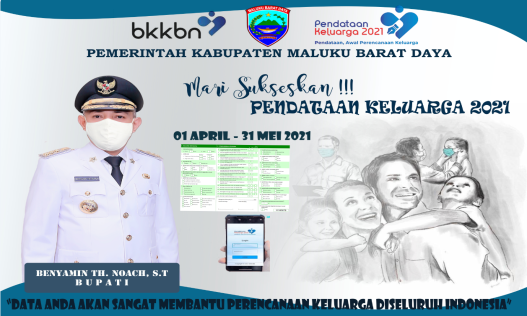 bkkbn
MALUKU BARAT DAYA
Pendataan
Keluarga 2021
Pendataan, Awal Perencanaan Keluarga
PEMERINTAH KABUPATEN MALUKU BARAT DAYA
Mari Sukseskan !!!
PENDATAAN KELUARGA 2021
01 APRIL - 31 MEI 2021
BENYAMIN TH. NOACH, S.T
BUPATI
"DATA ANDA AKAN SANGAT MEMBANTU PERENCANAAN KELUARGA DISELURUH INDONESIA"